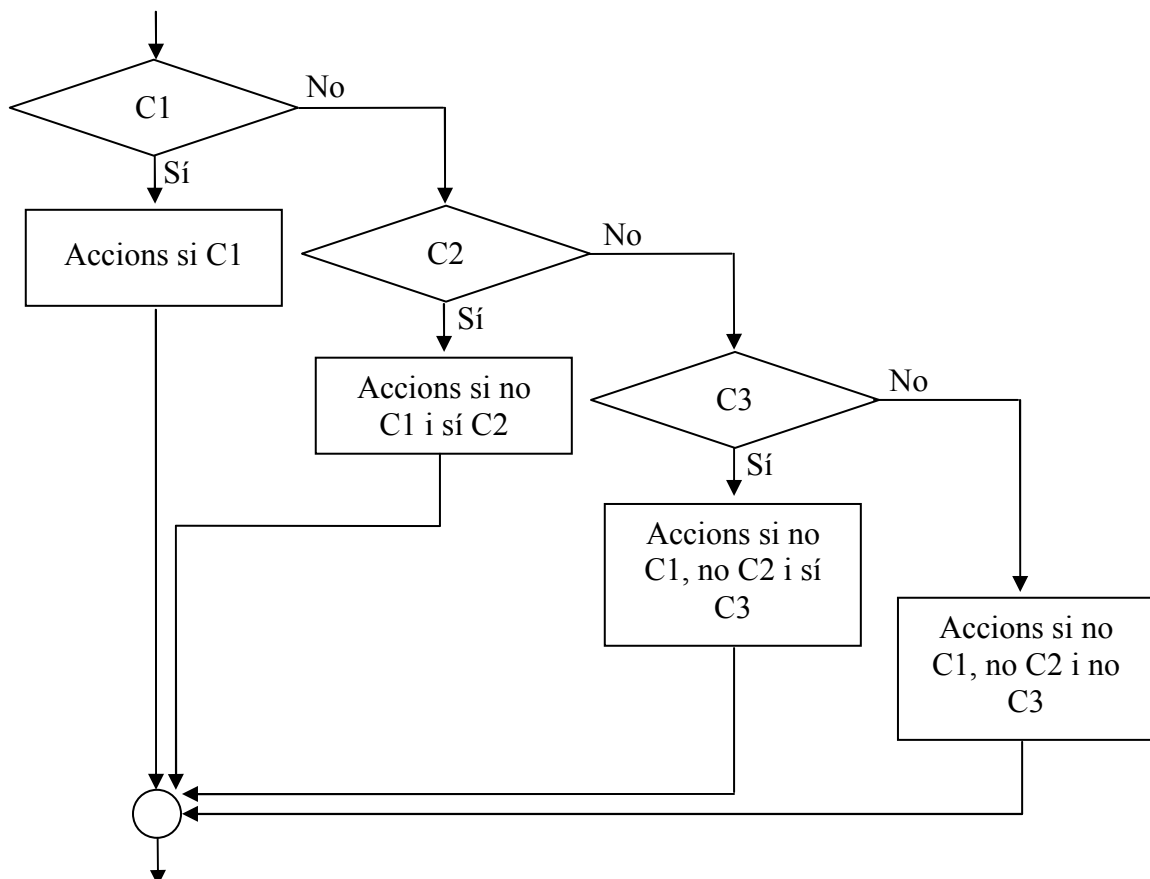 C1
No
Sí
Accions si C1
C2
No
Sí
Accions si no
C1 i sí C2
C3
No
Sí
Accions si no
C1, no C2 i sí
C3
Accions si no
C1, no C2 i no
C3